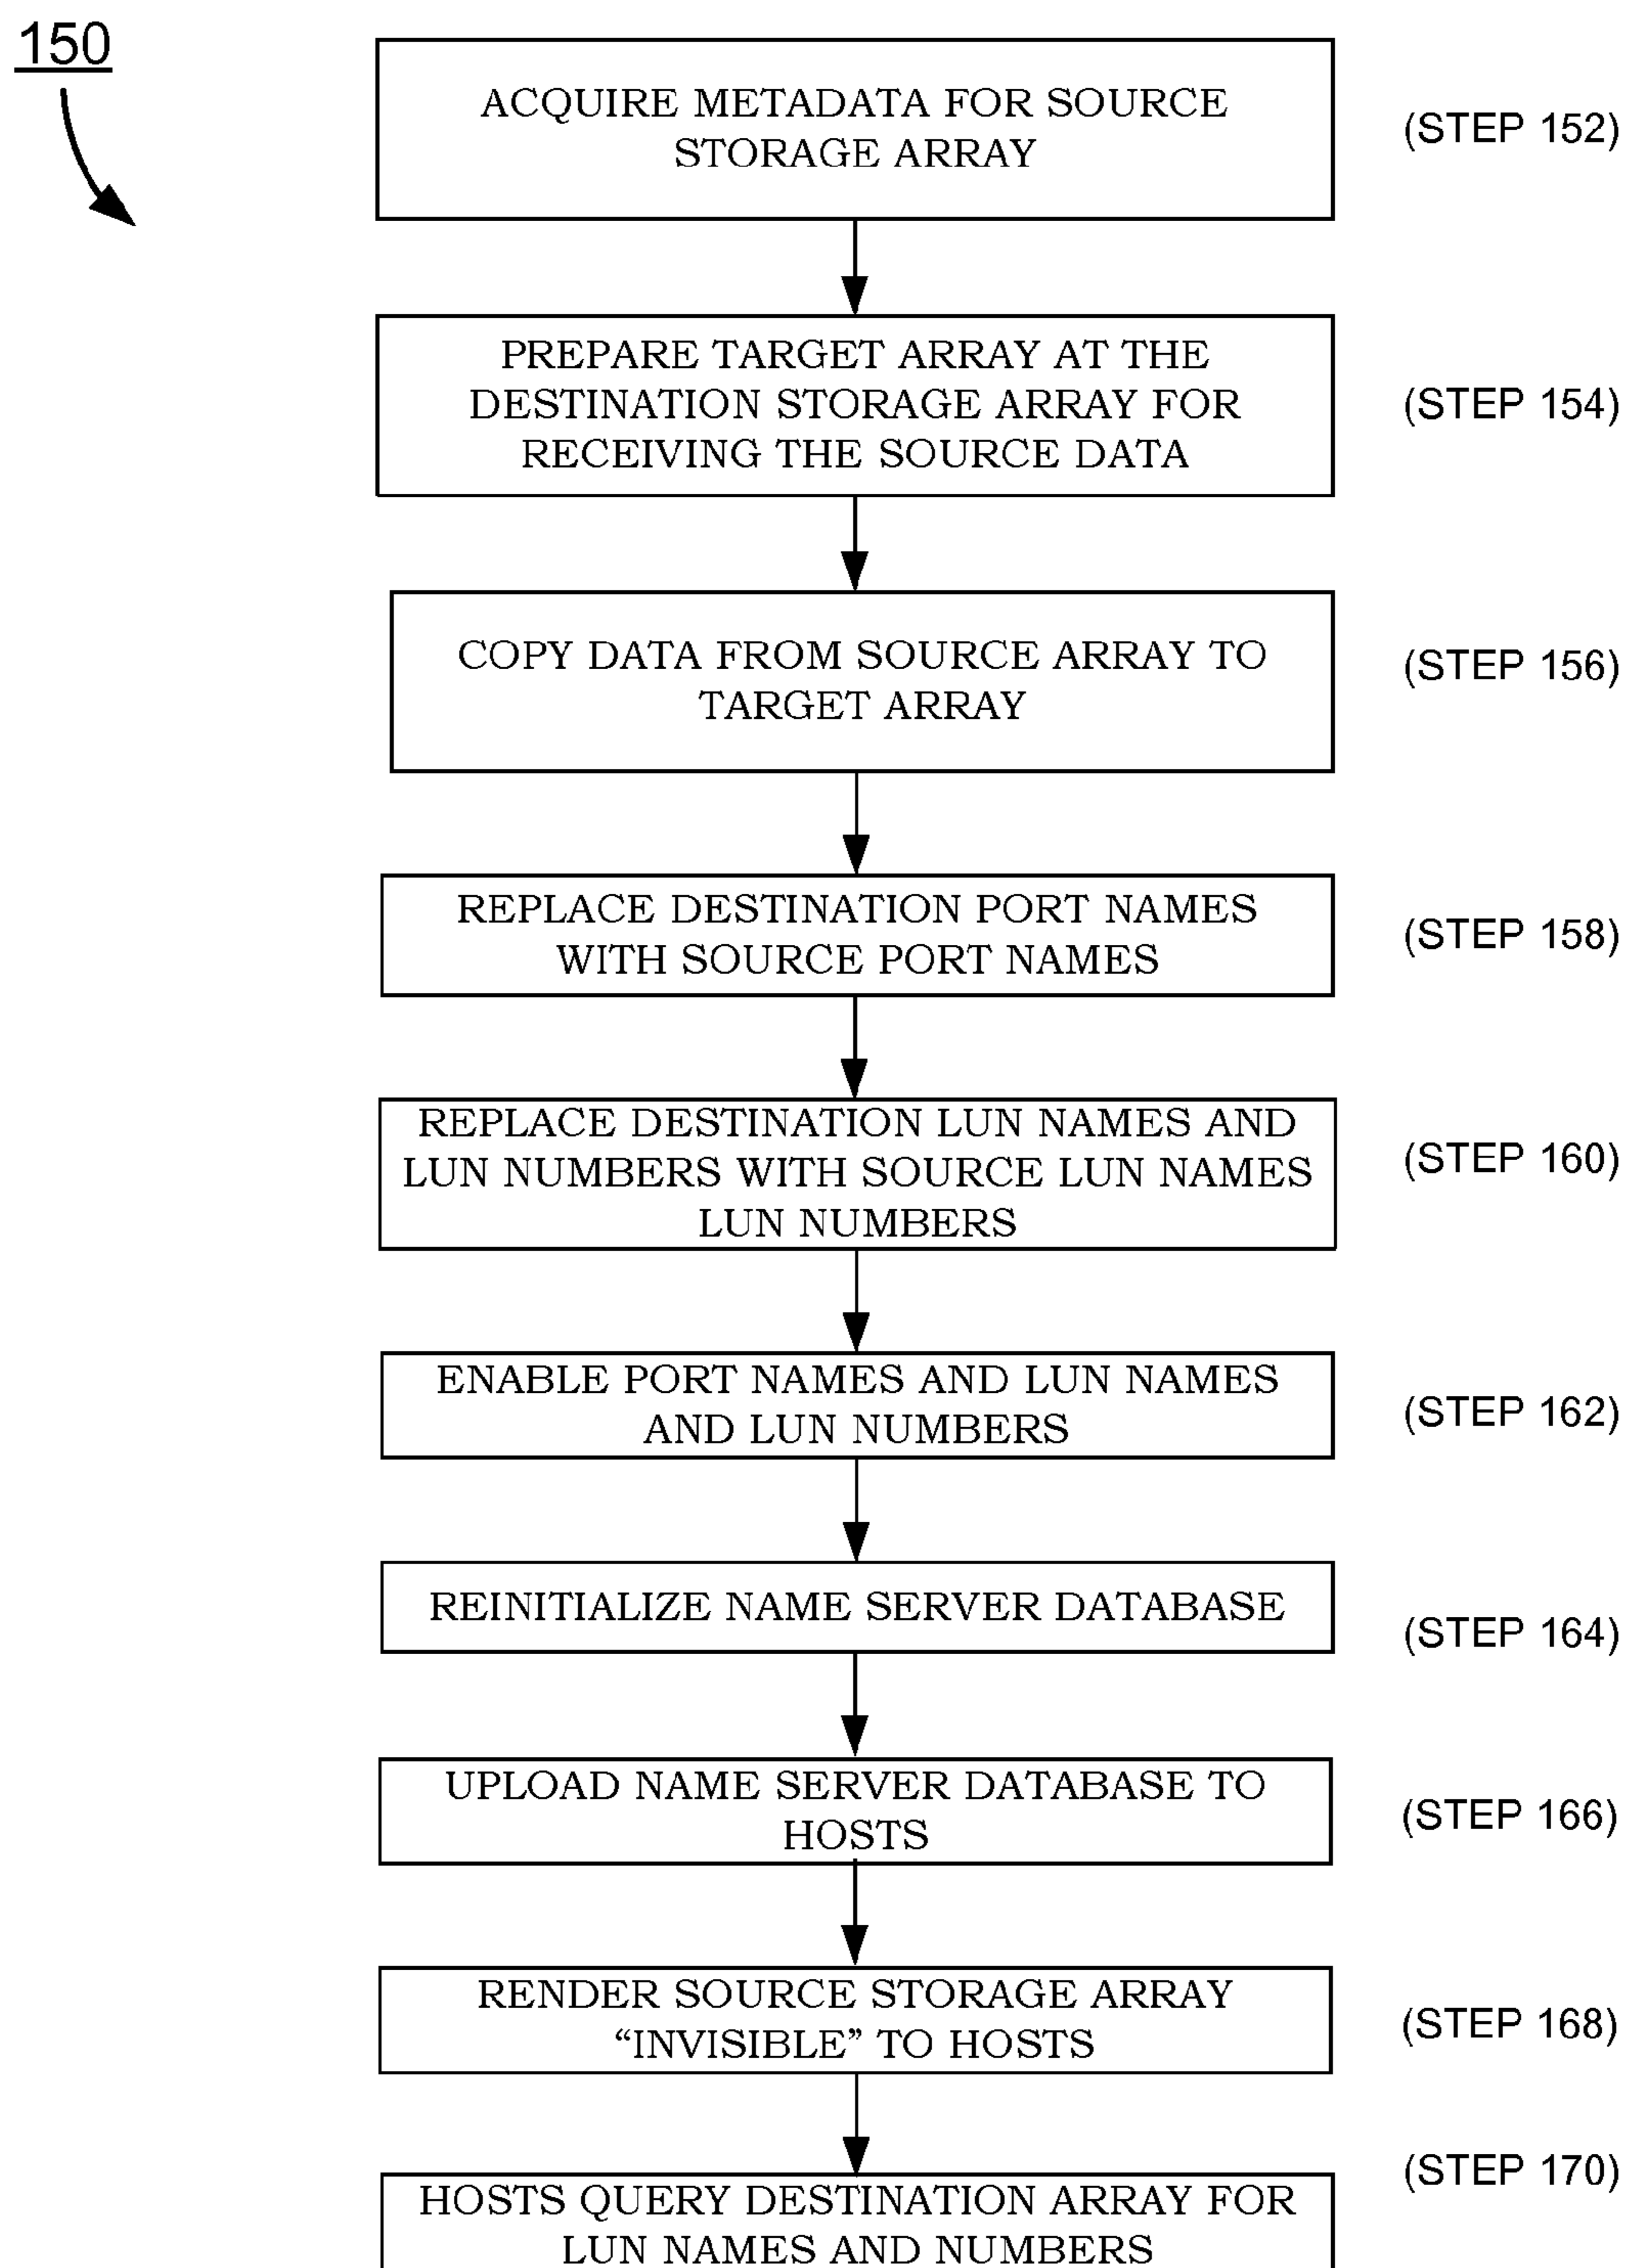 150
ACQUIRE METADATA FOR SOURCE
STORAGE ARRAY
(STEP 152)
PREPARE TARGET ARRAY AT THE
DESTINATION STORAGE ARRAY FOR
RECEIVING THE SOURCE DATA
(STEP 154)
COPY DATA FROM SOURCE ARRAY TO
TARGET ARRAY
(STEP 156)
REPLACE DESTINATION PORT NAMES
WITH SOURCE PORT NAMES
(STEP 158)
REPLACE DESTINATION LUN NAMES AND
LUN NUMBERS WITH SOURCE LUN NAMES
LUN NUMBERS
(STEP 160)
ENABLE PORT NAMES AND LUN NAMES
AND LUN NUMBERS
(STEP 162)
REINITIALIZE NAME SERVER DATABASE
(STEP 164)
UPLOAD NAME SERVER DATABASE TO
HOSTS
(STEP 166)
RENDER SOURCE STORAGE ARRAY
“INVISIBLE” TO HOSTS
(STEP 168)
HOSTS QUERY DESTINATION ARRAY FOR
LUN NAMES AND NUMBERS
(STEP 170)